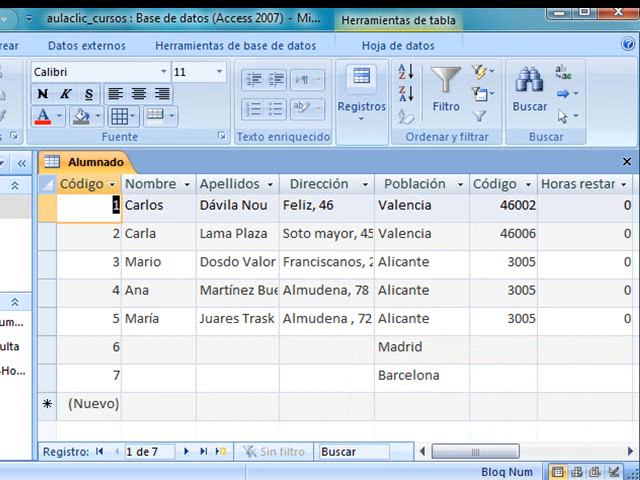 aulaclic_cursos : Base de datos (Access 2007) - Mi...
Herramientas de tabla
rear Datos externos Herramientas de base de datos Hoja de datos
Calibri 11
N K S
A
Fuente
Texto enriquecido
Registros
A Z
Z A
Filtro
Ordenar y filtrar
Buscar
ab ac
Buscar
Alumnado
Código Nombre Apellidos Dirección Población Código Horas restar
1 Carlos Dávila Nou Feliz, 46 Valencia 46002 0
2 Carla Lama Plaza Soto mayor, 45 Valencia 46006 0
3 Mario Dosdo Valor Franciscanos, 2 Alicante 3005 0
4 Ana Martínez Bue Almudena, 78 Alicante 3005 0
5 María Juares Trask Almudena , 72 Alicante 3005 0
6 Madrid
7 Barcelona
(Nuevo)
um...
ulta
-Ho...
Registro: 1 de 7 Sin filtro Buscar
Bloq Num